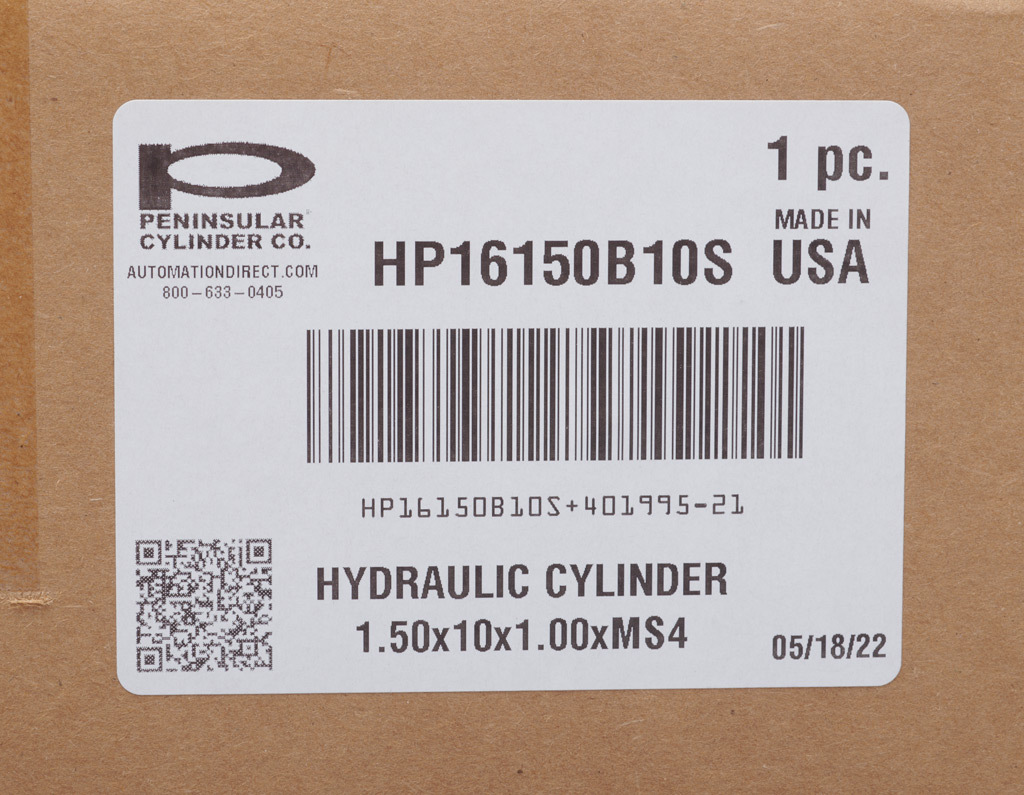 PENINSULAR
CYLINDER CO.
AUTOMATIONDIRECT.COM
800-633-0405
1 pc.
MADE IN
USA
HP16150B10S
HP16150B10S+401995-21
HYDRAULIC CYLINDER
1.50x10x1.00xMS4
05/18/22